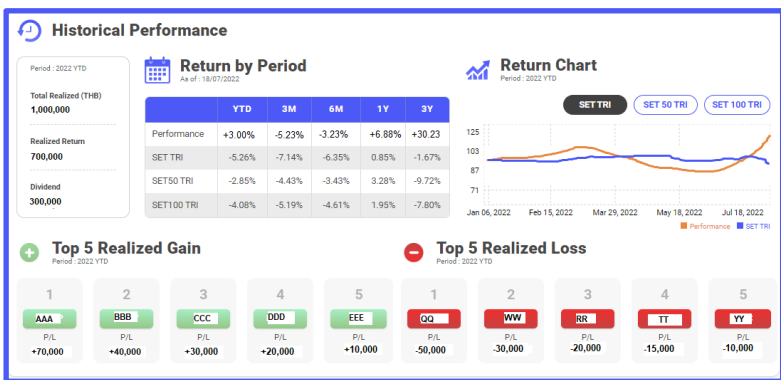 Historical Performance
Period : 2022 YTD
Total Realized (THB)
1,000,000
Realized Return
700,000
Dividend
300,000
Return by Period
As of : 18/07/2022
YTD 3M 6M 1Y 3Y
Performance +3.00% -5.23% -3.23% +6.88% +30.23
SET TRI -5.26% -7.14% -6.35% 0.85% -1.67%
SET50 TRI -2.85% -4.43% -3.43% 3.28% -9.72%
SET100 TRI -4.08% -5.19% -4.61% 1.95% -7.80%
Return Chart
Period : 2022 YTD
SET TRI SET 50 TRI SET 100 TRI
125
103
87
71
Jan 06, 2022 Feb 15, 2022 Mar 29, 2022 May 18, 2022 Jul 18, 2022
Performance SET TRI
Top 5 Realized Gain
Period : 2022 YTD
1 2 3 4 5
AAA BBB CCC DDD EEE
P/L P/L P/L P/L P/L
+70,000 +40,000 +30,000 +20,000 +10,000
Top 5 Realized Loss
Period : 2022 YTD
1 2 3 4 5
QQ WW RR TT YY
P/L P/L P/L P/L P/L
-50,000 -30,000 -20,000 -15,000 -10,000